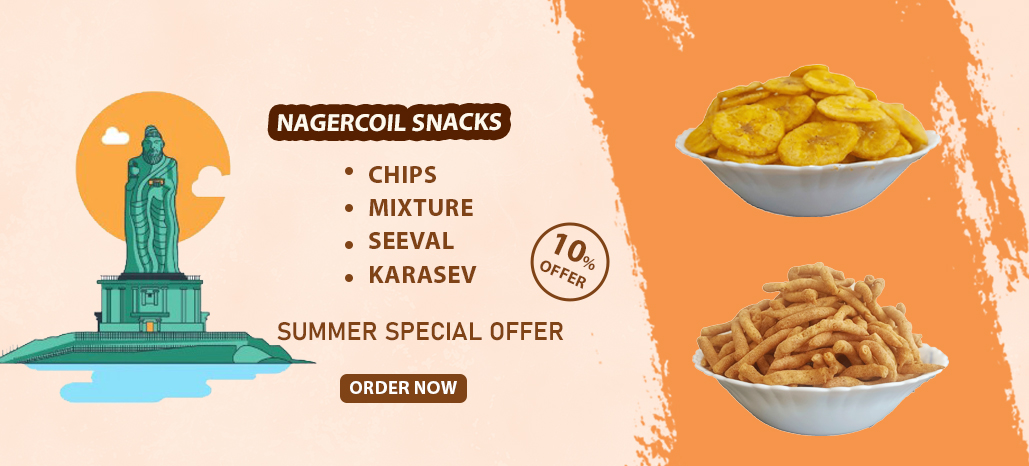 NAGERCOIL SNACKS
• CHIPS
• MIXTURE
• SEEVAL
• KARASEV
10%
OFFER
SUMMER SPECIAL OFFER
ORDER NOW